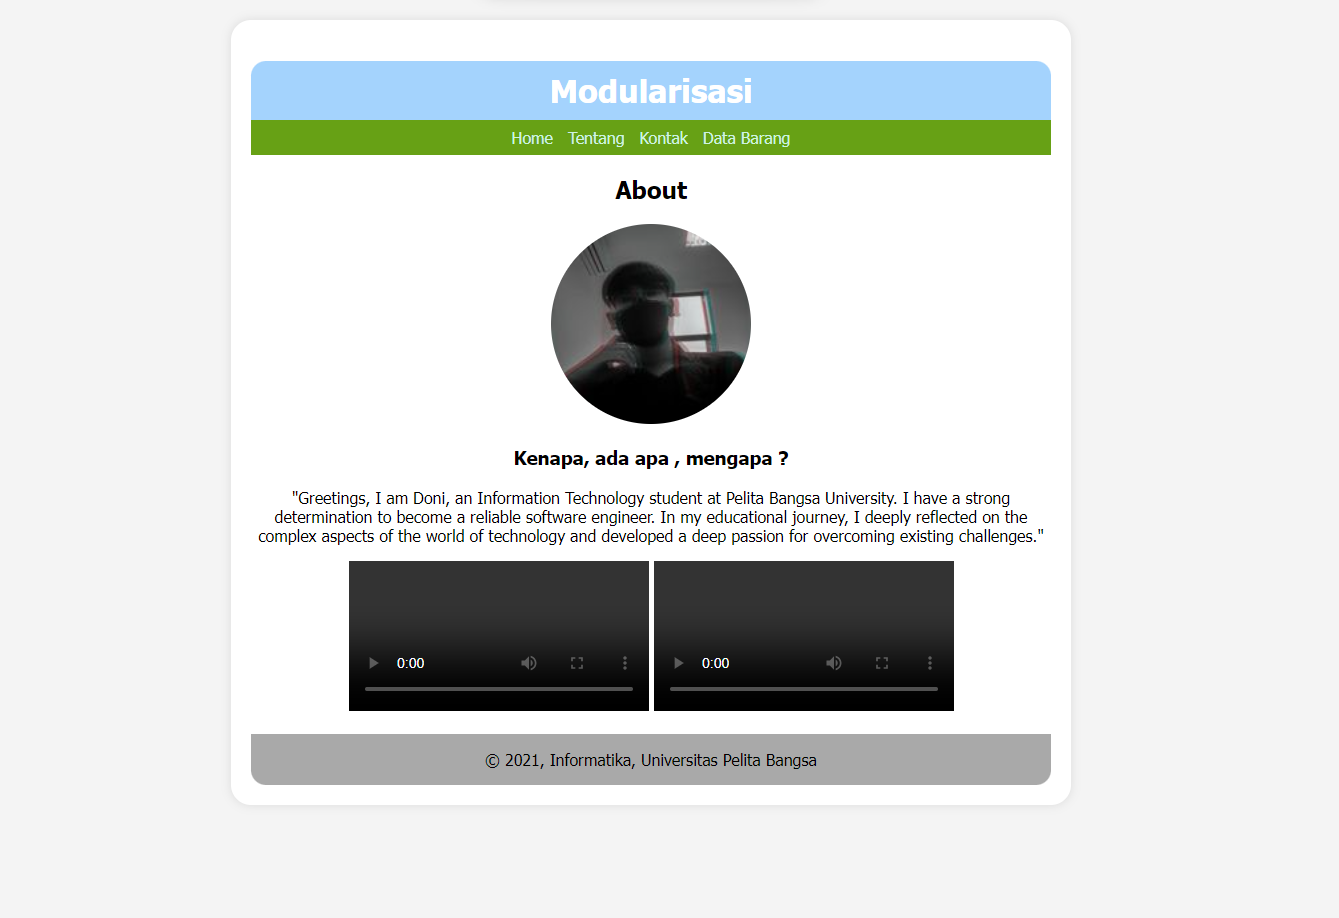 Modularisasi
Home Tentang Kontak Data Barang
About
Kenapa, ada apa , mengapa ?
"Greetings, I am Doni, an Information Technology student at Pelita Bangsa University. I have a strong
determination to become a reliable software engineer. In my educational journey, I deeply reflected on the
complex aspects of the world of technology and developed a deep passion for overcoming existing challenges."
0:00 0:00
© 2021, Informatika, Universitas Pelita Bangsa